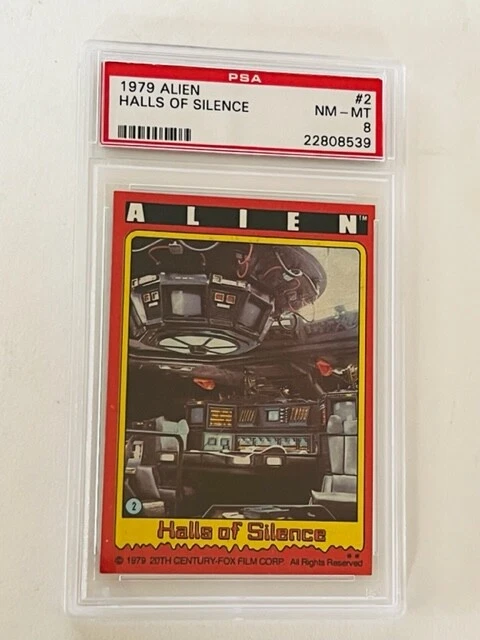 PSA
1979 ALIEN #2
HALLS OF SILENCE NM - MT
8
22808539
A L I E N™
2
Halls of Silence
**
© 1979 20TH CENTURY-FOX FILM CORP. All Rights Reserved